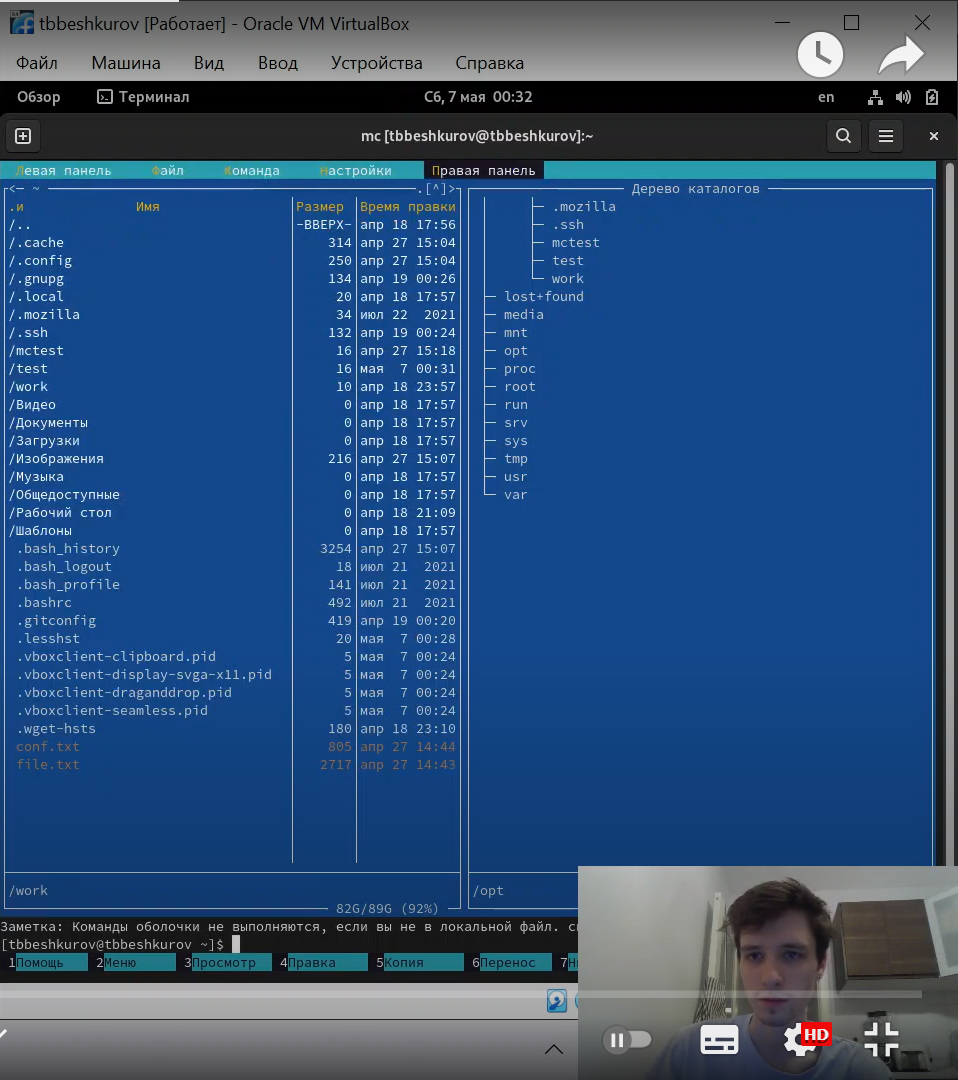 tbbeshkurov [Работает] - Oracle VM VirtualBox
Файл Машина Вид Ввод Устройства Справка
Обзор Терминал Сб, 7 мая 00:32 en
mc [tbbeshkurov@tbbeshkurov]:~
Левая панель Файл Команда Настройки Правая панель
<— ~ .[^]> Дерево каталогов
.и Имя Размер Время правки
/.. -ВВЕРХ- апр 18 17:56
/.cache 314 апр 27 15:04
/.config 250 апр 27 15:04
/.gnupg 134 апр 19 00:26
/.local 20 апр 18 17:57
/.mozilla 34 июл 22 2021
/.ssh 132 апр 19 00:24
/mctest 16 апр 27 15:18
/test 16 мая 7 00:31
/work 10 апр 18 23:57
/Видео 0 апр 18 17:57
/Документы 0 апр 18 17:57
/Загрузки 0 апр 18 17:57
/Изображения 216 апр 27 15:07
/Музыка 0 апр 18 17:57
/Общедоступные 0 апр 18 17:57
/Рабочий стол 0 апр 18 21:09
/Шаблоны 0 апр 18 17:57
.bash_history 3254 апр 27 15:07
.bash_logout 18 июл 21 2021
.bash_profile 141 июл 21 2021
.bashrc 492 июл 21 2021
.gitconfig 419 апр 19 00:20
.lesshst 20 мая 7 00:28
.vboxclient-clipboard.pid 5 мая 7 00:24
.vboxclient-display-svga-x11.pid 5 мая 7 00:24
.vboxclient-draganddrop.pid 5 мая 7 00:24
.vboxclient-seamless.pid 5 мая 7 00:24
.wget-hsts 180 апр 18 23:10
conf.txt 805 апр 27 14:44
file.txt 2717 апр 27 14:43
/work
82G/89G (92%)
.mozilla
.ssh
mctest
test
work
lost+found
media
mnt
opt
proc
root
run
srv
sys
tmp
usr
var
/opt
Заметка: Команды оболочки не выполняются, если вы не в локальной файл.
[tbbeshkurov@tbbeshkurov ~]$
1Помощь 2Меню 3Просмотр 4Правка 5Копия 6Перенос 7
HD